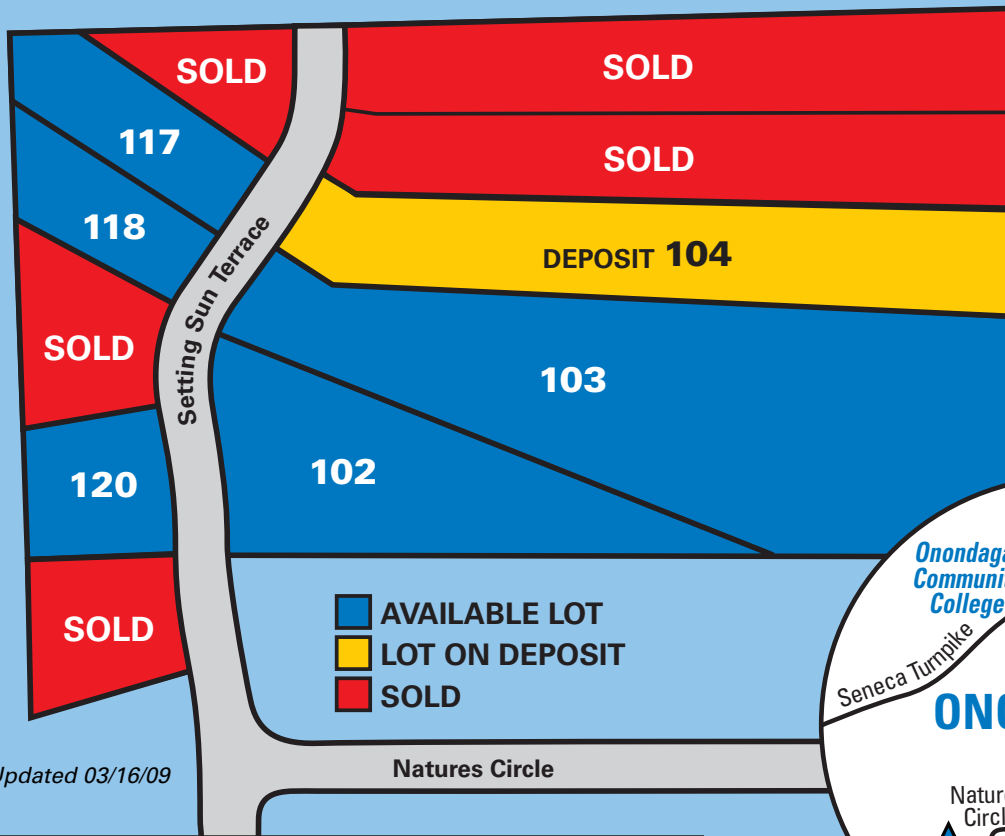 SOLD
SOLD
117
SOLD
118
DEPOSIT 104
Setting Sun Terrace
SOLD
103
120
102
SOLD
AVAILABLE LOT
LOT ON DEPOSIT
SOLD
Onondaga
Communi
College
Seneca Turnpike
ONO
Updated 03/16/09
Natures Circle
Nature
Circl